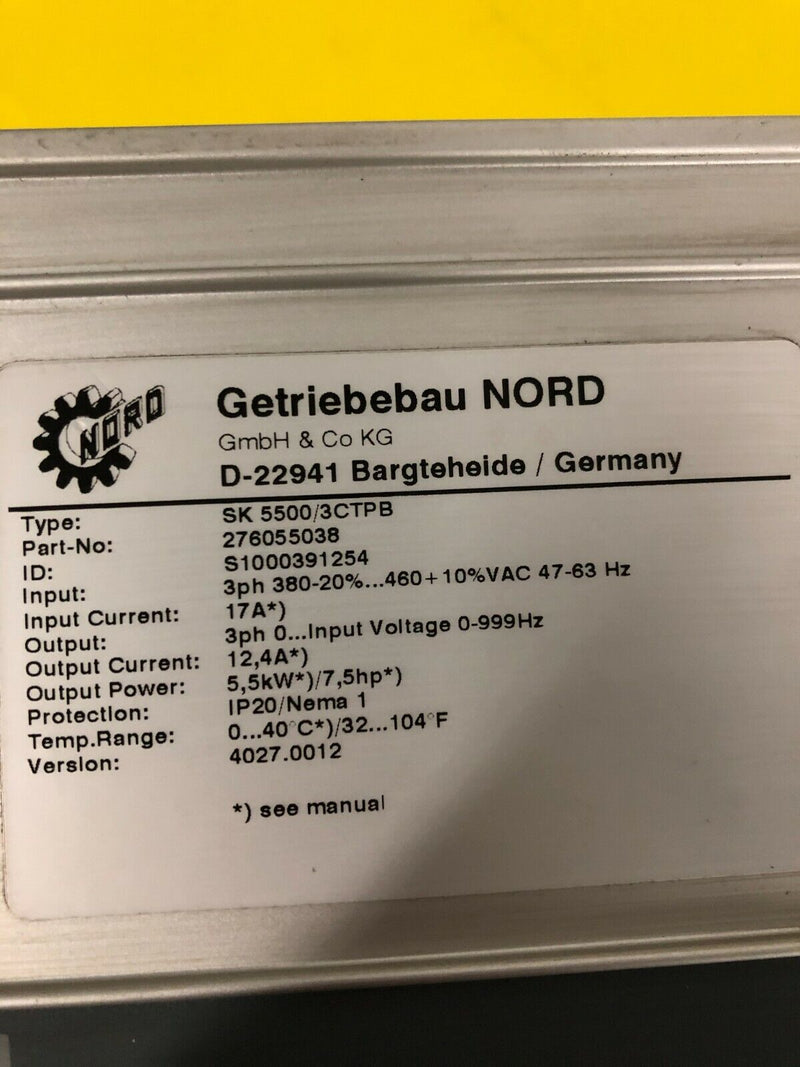 NORD
Getriebebau NORD
GmbH & Co KG
D-22941 Bargteheide / Germany
Type: SK 5500/3CTPB
Part-No: 276055038
ID: S1000391254
Input: 3ph 380-20%...460+10%VAC 47-63 Hz
Input Current: 17A*)
Output: 3ph 0...Input Voltage 0-999Hz
Output Current: 12,4A*)
Output Power: 5,5kW*)/7,5hp*)
Protection: IP20/Nema 1
Temp.Range: 0...40°C*)/32...104°F
Version: 4027.0012
*) see manual